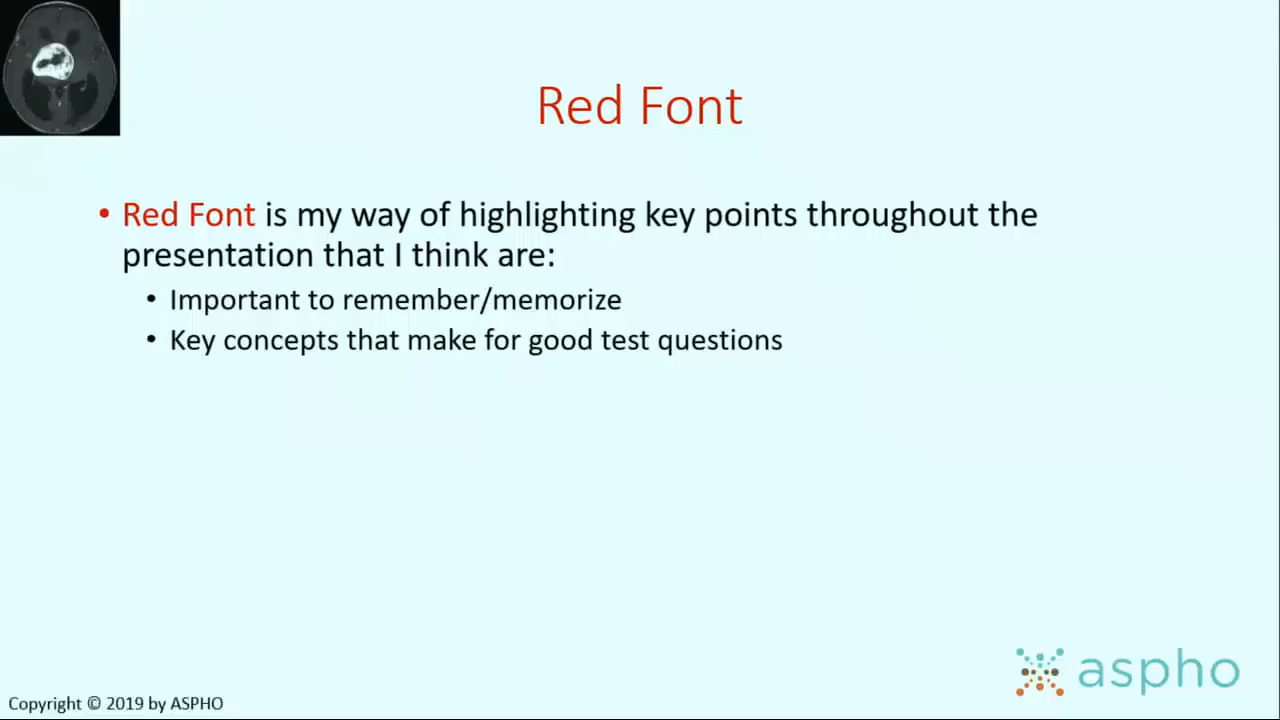 Red Font
• Red Font is my way of highlighting key points throughout the
presentation that I think are:
• Important to remember/memorize
• Key concepts that make for good test questions
aspho
Copyright © 2019 by ASPHO